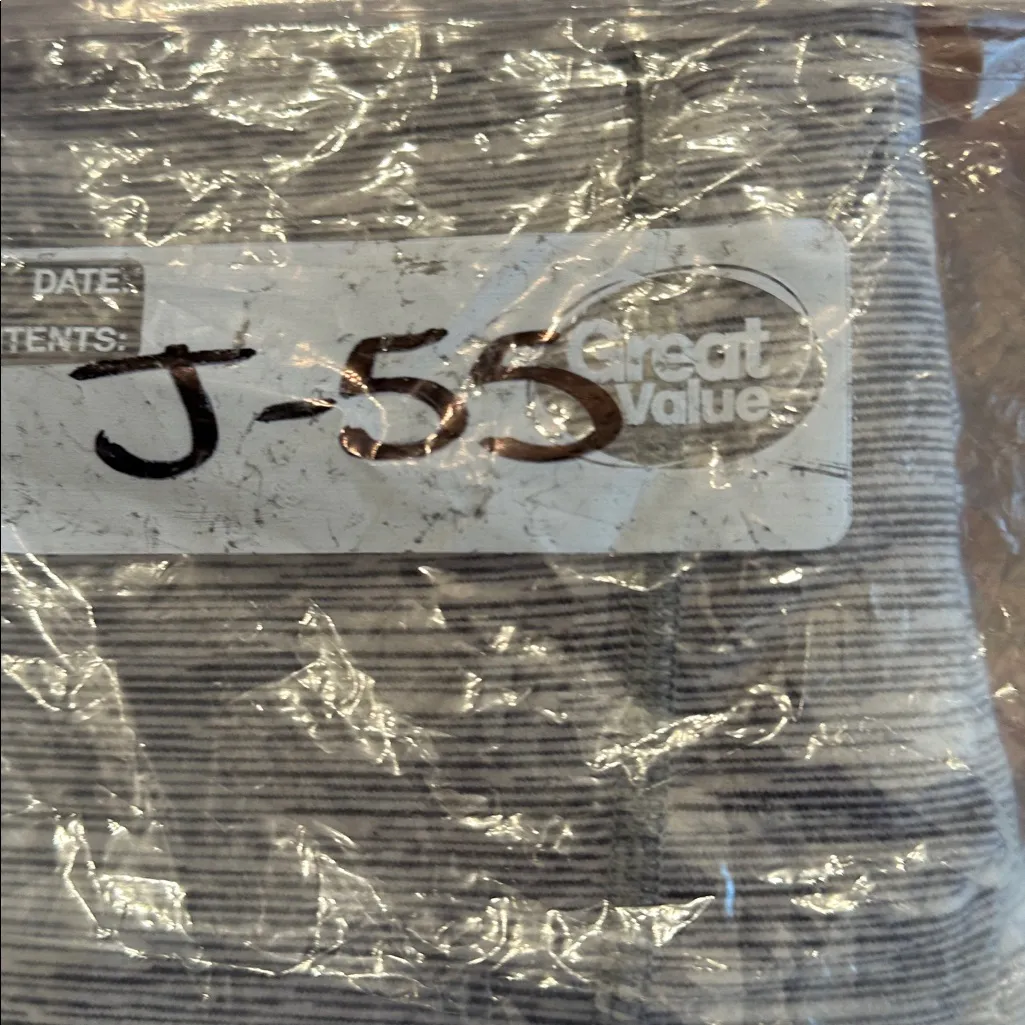 DATE:
TENTS:
J-55
Great
Value